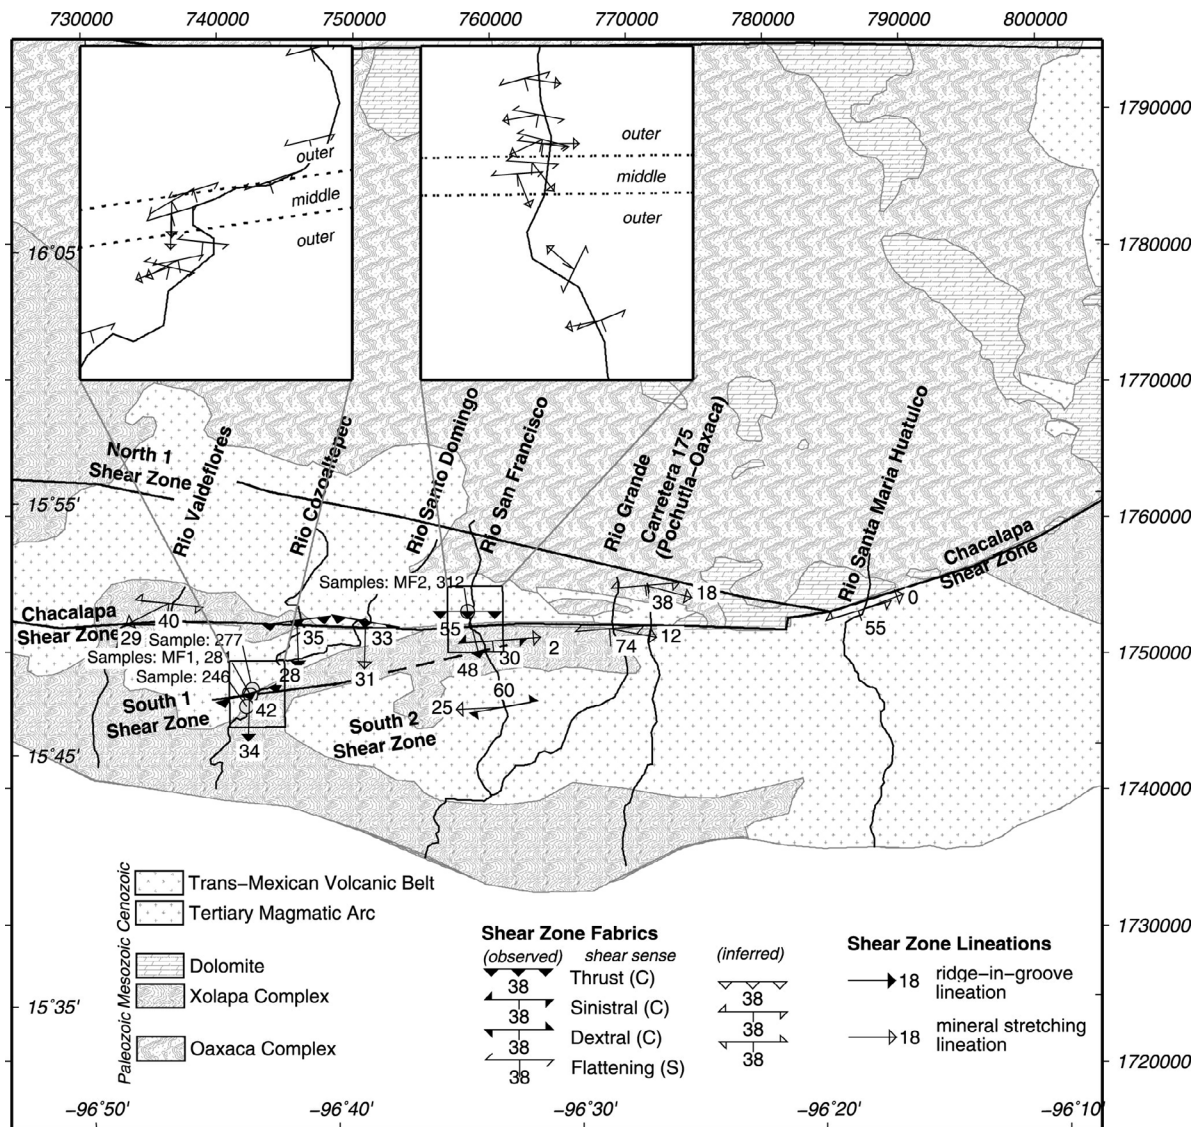 730000 740000 750000 760000 770000 780000 790000 800000
outer
middle
outer
outer
middle
outer
1790000
1780000
1770000
1760000
1750000
1740000
1730000
1720000
16˚05'
15˚55'
15˚45'
15˚35'
North 1
Shear Zone
Rio Valdeflores
Rio Cozoaltepec
Rio Santo Domingo
Rio San Francisco
Rio Grande
Carretera 175
(Pochutla-Oaxaca)
Rio Santa Maria Huatulco
Chacalapa
Shear Zone
Samples: MF2, 312
18
38
0
55
Chacalapa
Shear Zone
40
29
Sample: 277
35
33
55
12
74
2
30
48
Samples: MF1, 281
Sample: 246
28
31
South 1
Shear Zone
42
34
60
25
South 2
Shear Zone
Paleozoic Mesozoic Cenozoic
Trans-Mexican Volcanic Belt
Tertiary Magmatic Arc
Dolomite
Xolapa Complex
Oaxaca Complex
Shear Zone Fabrics
(observed) shear sense (inferred)
38 Thrust (C) 38
38 Sinistral (C) 38
38 Dextral (C) 38
38 Flattening (S)
Shear Zone Lineations
18 ridge-in-groove
lineation
18 mineral stretching
lineation
-96˚50' -96˚40' -96˚30' -96˚20' -96˚10'